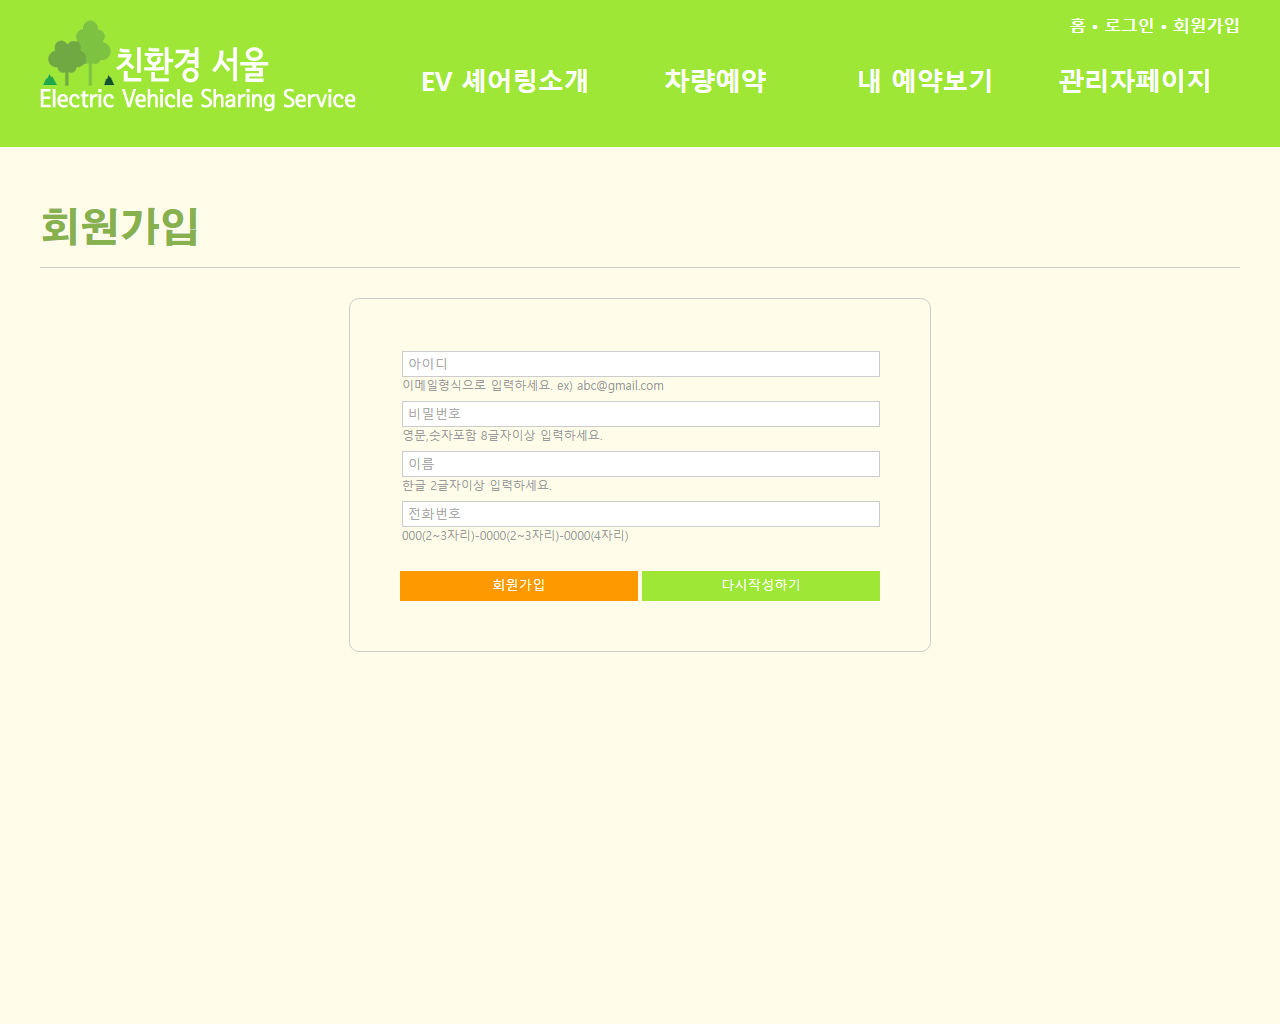 홈 • 로그인 • 회원가입
친환경 서울
Electric Vehicle Sharing Service
EV 셰어링소개 차량예약 내 예약보기 관리자페이지
회원가입
아이디
이메일형식으로 입력하세요. ex) abc@gmail.com
비밀번호
영문,숫자포함 8글자이상 입력하세요.
이름
한글 2글자이상 입력하세요.
전화번호
000(2~3자리)-0000(2~3자리)-0000(4자리)
회원가입 다시작성하기